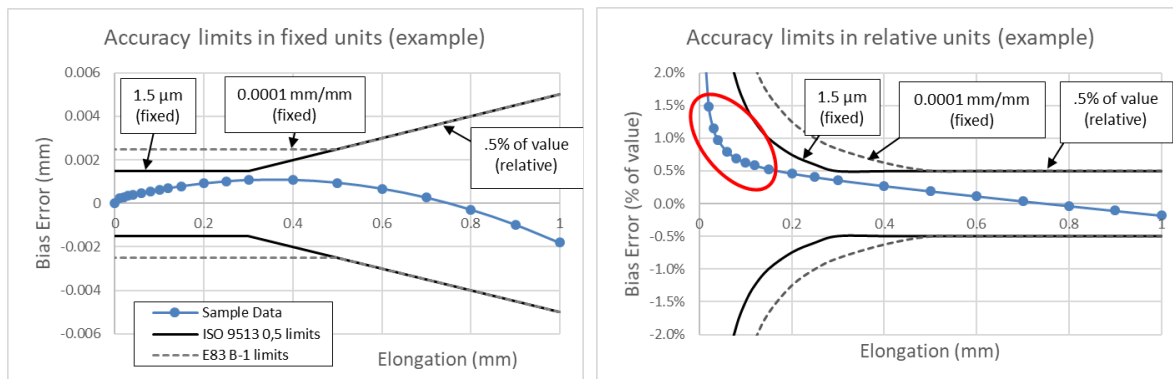 Accuracy limits in fixed units (example)
0.006
0.004
0.002
0
-0.002
-0.004
-0.006
Bias Error (mm)
1.5 µm
(fixed)
0.0001 mm/mm
(fixed)
.5% of value
(relative)
0
0.2
0.4
0.6
0.8
1
Sample Data
ISO 9513 0,5 limits
E83 B-1 limits
Elongation (mm)
Accuracy limits in relative units (example)
2.0%
1.5%
1.0%
0.5%
0.0%
-0.5%
-1.0%
-1.5%
-2.0%
Bias Error (% of value)
1.5 µm
(fixed)
0.0001 mm/mm
(fixed)
.5% of value
(relative)
0
0.2
0.4
0.6
0.8
1
Elongation (mm)